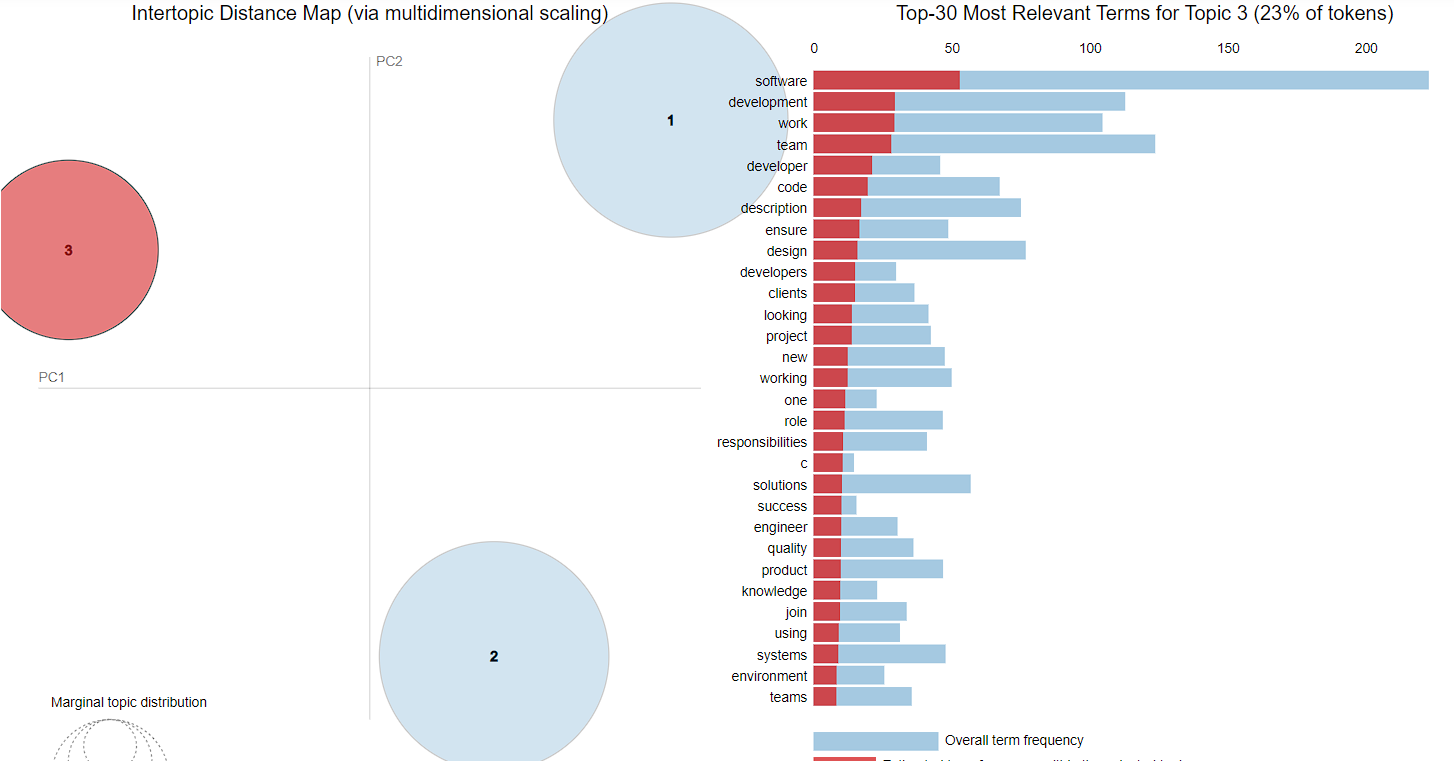 Intertopic Distance Map (via multidimensional scaling)
PC2
1
3
PC1
2
Marginal topic distribution
Top-30 Most Relevant Terms for Topic 3 (23% of tokens)
0 50 100 150 200
software
development
work
team
developer
code
description
ensure
design
developers
clients
looking
project
new
working
one
role
responsibilities
c
solutions
success
engineer
quality
product
knowledge
join
using
systems
environment
teams
Overall term frequency